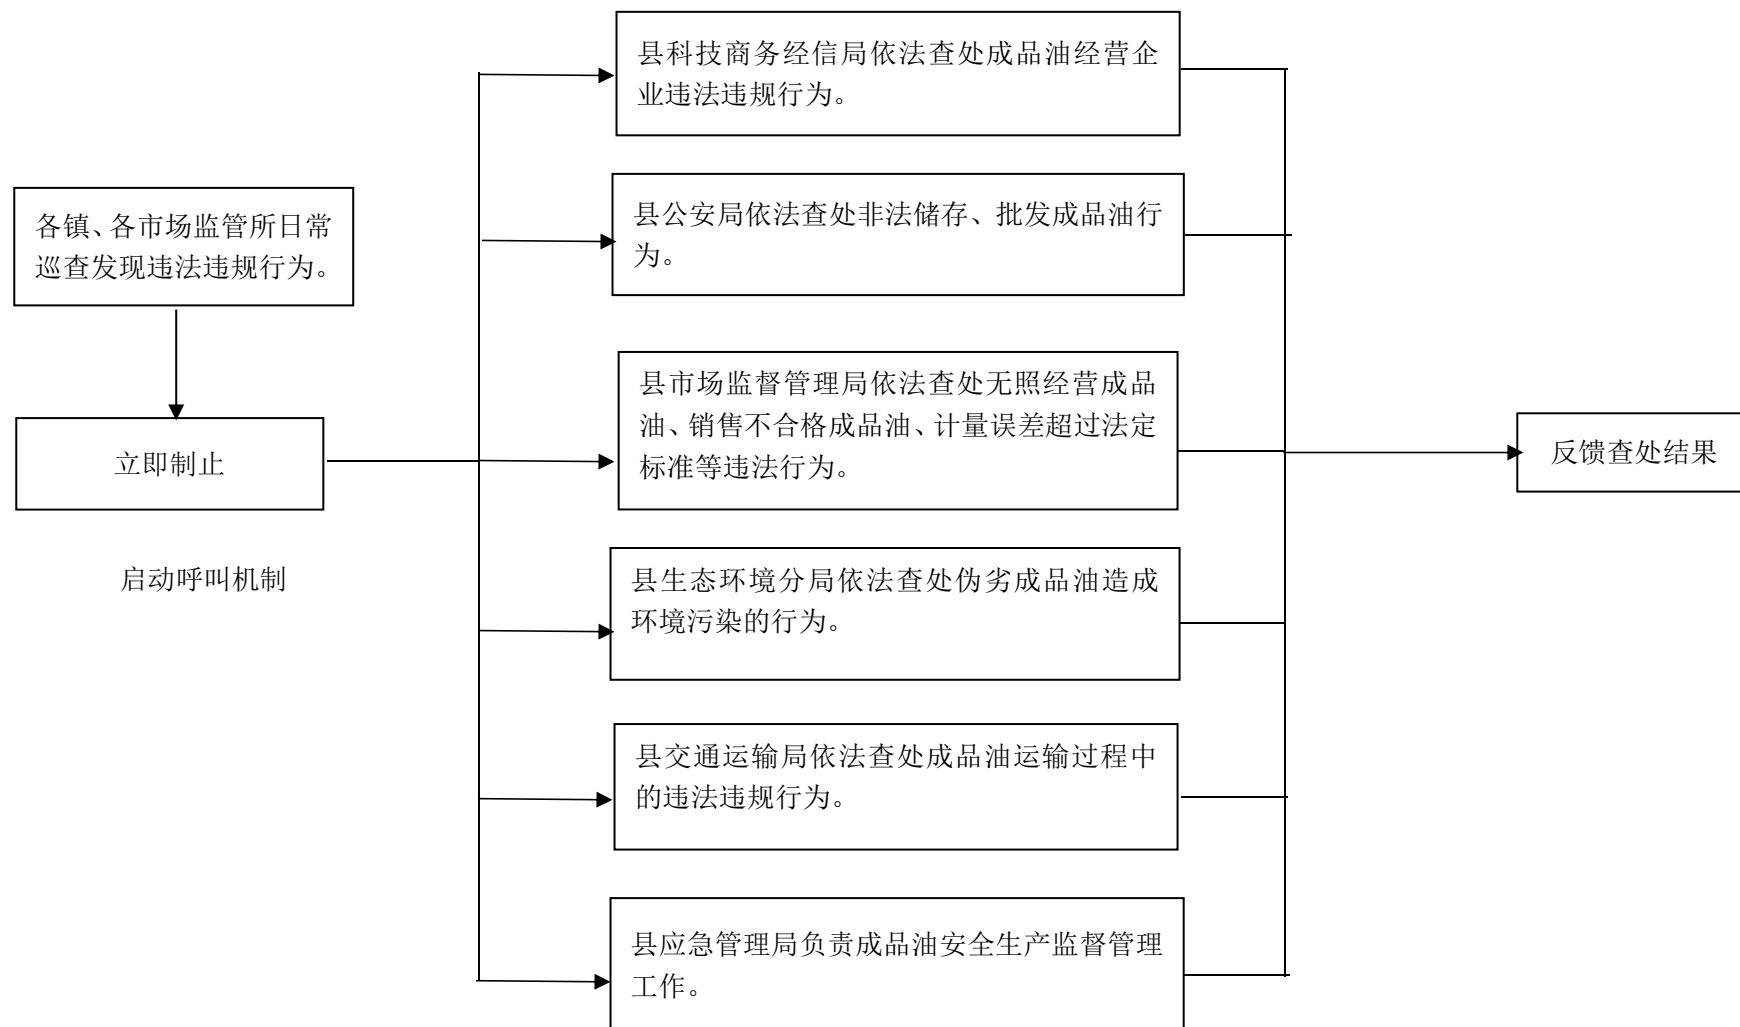 各镇、各市场监管所日常
巡查发现违法违规行为。
立即制止
启动呼叫机制
县科技商务经信局依法查处成品油经营企
业违法违规行为。
县公安局依法查处非法储存、批发成品油行
为。
县市场监督管理局依法查处无照经营成品
油、销售不合格成品油、计量误差超过法定
标准等违法行为。
县生态环境分局依法查处伪劣成品油造成
环境污染的行为。
县交通运输局依法查处成品油运输过程中
的违法违规行为。
县应急管理局负责成品油安全生产监督管理
工作。
反馈查处结果